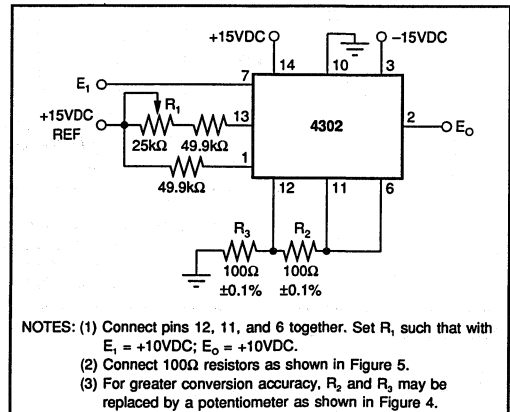 +15VDC
−15VDC
14
10
3
E1
7
R1
+15VDC
REF
4302
2
EO
13
25kΩ
49.9kΩ
1
49.9kΩ
12
11
6
R3
R2
100Ω
100Ω
±0.1%
±0.1%
NOTES: (1) Connect pins 12, 11, and 6 together. Set R1 such that with
E1 = +10VDC; EO = +10VDC.
(2) Connect 100Ω resistors as shown in Figure 5.
(3) For greater conversion accuracy, R2 and R3 may be
replaced by a potentiometer as shown in Figure 4.